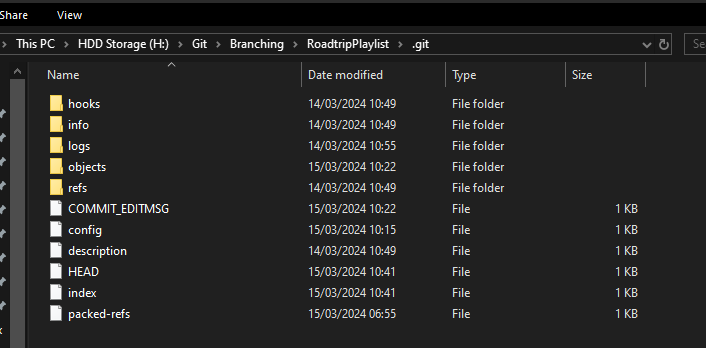 Share View
This PC > HDD Storage (H:) > Git > Branching > RoadtripPlaylist > .git Se
Name Date modified Type Size
hooks 14/03/2024 10:49 File folder
info 14/03/2024 10:49 File folder
logs 14/03/2024 10:55 File folder
objects 15/03/2024 10:22 File folder
refs 14/03/2024 10:49 File folder
COMMIT_EDITMSG 15/03/2024 10:22 File 1 KB
config 15/03/2024 10:15 File 1 KB
description 14/03/2024 10:49 File 1 KB
HEAD 15/03/2024 10:41 File 1 KB
index 15/03/2024 10:41 File 1 KB
packed-refs 15/03/2024 06:55 File 1 KB